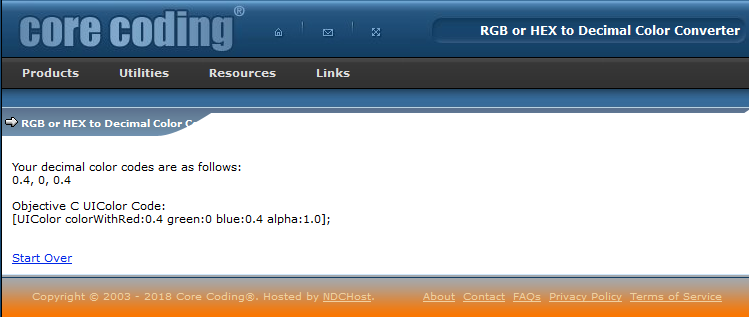 core coding®
RGB or HEX to Decimal Color Converter
Products Utilities Resources Links
RGB or HEX to Decimal Color C
Your decimal color codes are as follows:
0.4, 0, 0.4
Objective C UIColor Code:
[UIColor colorWithRed:0.4 green:0 blue:0.4 alpha:1.0];
Start Over
Copyright © 2003 - 2018 Core Coding®. Hosted by NDCHost. About Contact FAQs Privacy Policy Terms of Service